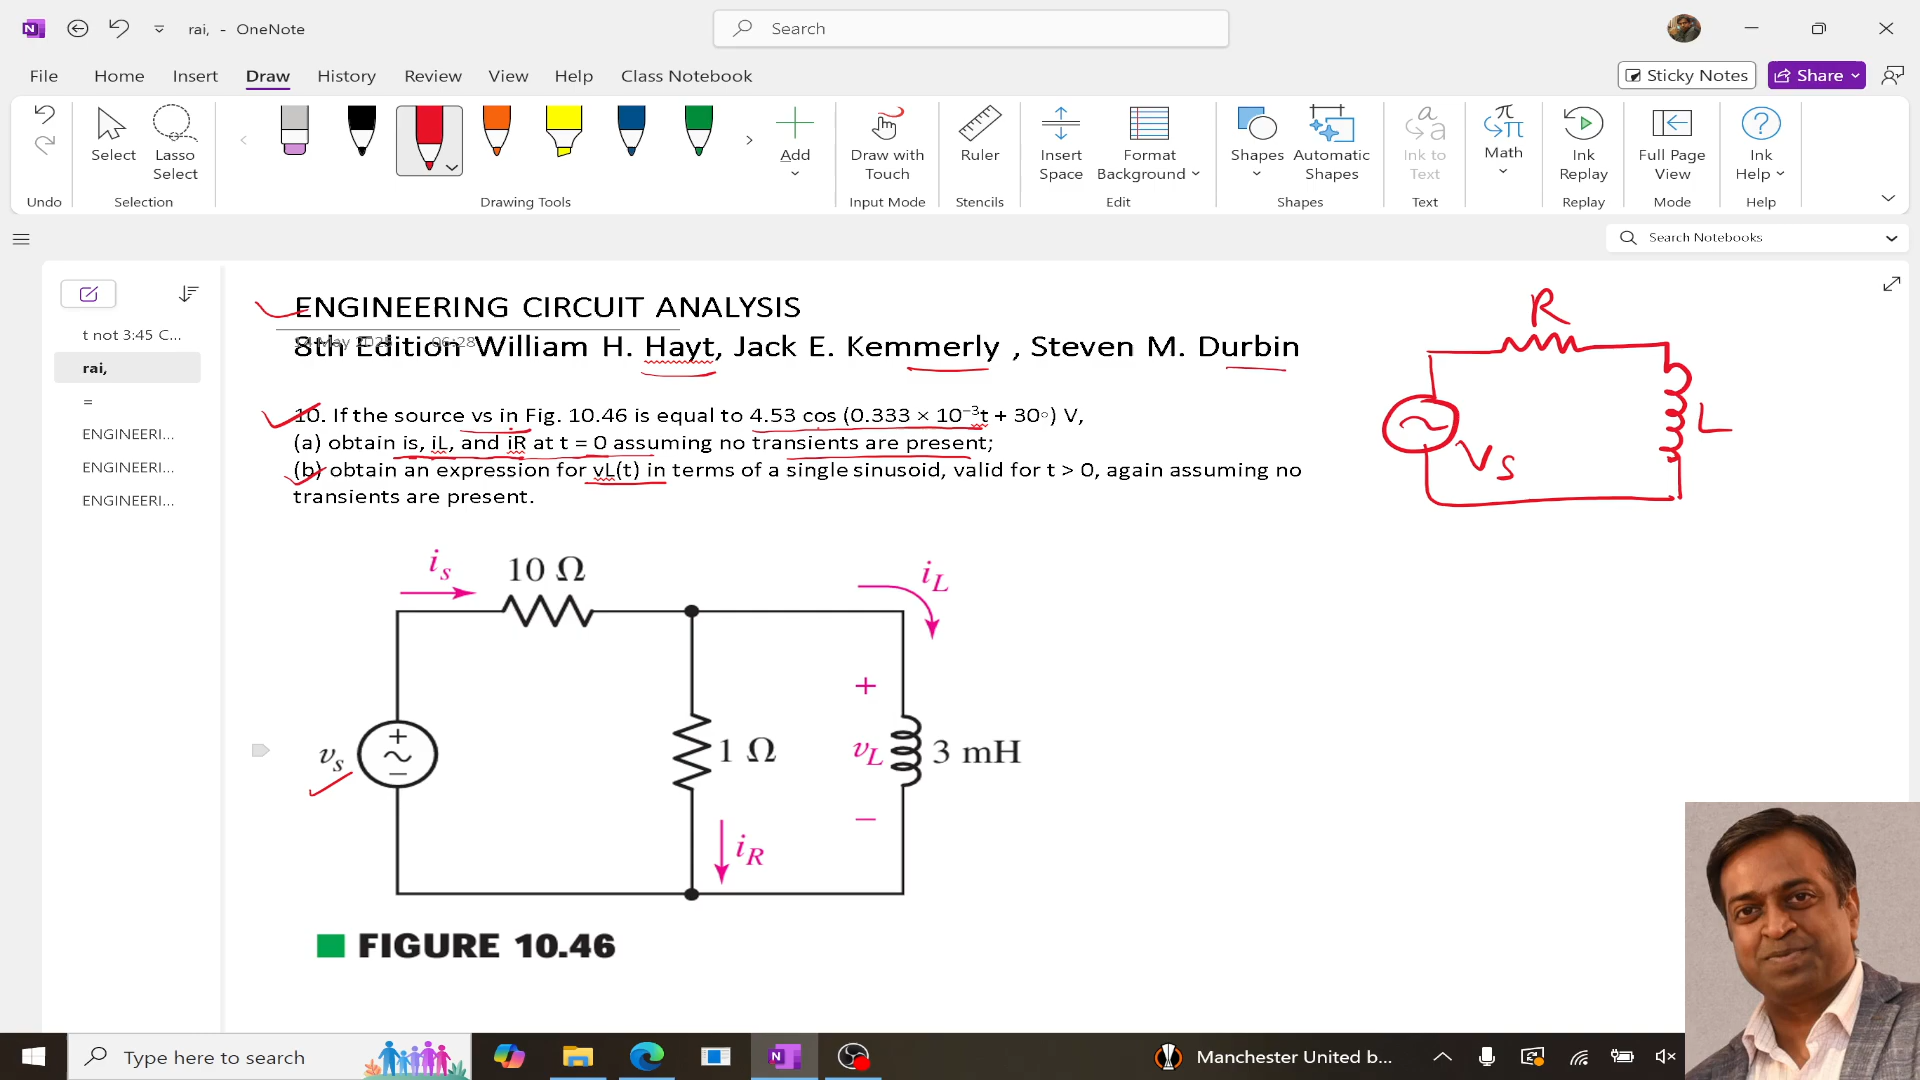 rai, - OneNote
Search
File Home Insert Draw History Review View Help Class Notebook
Sticky Notes Share
Select Lasso Select Add Draw with Touch Ruler Insert Space Format Background Shapes Automatic Shapes Ink to Text Math Ink Replay Full Page View Ink Help
Undo Selection Drawing Tools Input Mode Stencils Edit Shapes Text Replay Mode Help
Search Notebooks
t not 3:45 C...
rai,
=
ENGINEERI...
ENGINEERI...
ENGINEERI...
ENGINEERING CIRCUIT ANALYSIS
14 May 2025 06:28
8th Edition William H. Hayt, Jack E. Kemmerly , Steven M. Durbin
10. If the source vs in Fig. 10.46 is equal to 4.53 cos (0.333 × 10⁻³t + 30◦) V,
(a) obtain is, iL, and iR at t = 0 assuming no transients are present;
(b) obtain an expression for vL(t) in terms of a single sinusoid, valid for t > 0, again assuming no
transients are present.
R
L
Vs
is 10 Ω iL
+
vs + − 1 Ω vL 3 mH
−
iR
FIGURE 10.46
Type here to search
Manchester United b...